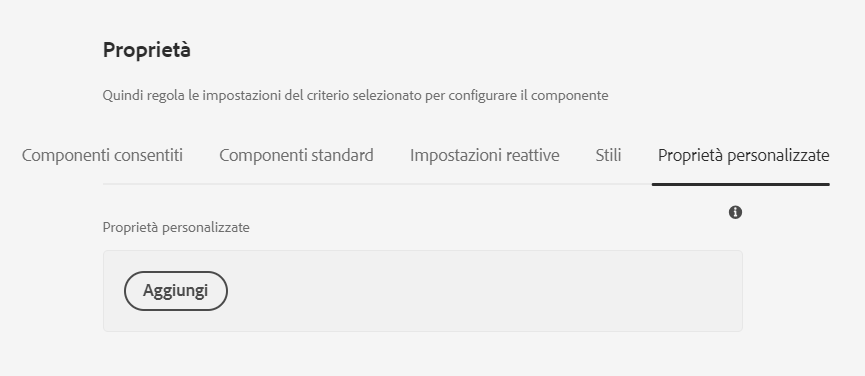 Proprietà
Quindi regola le impostazioni del criterio selezionato per configurare il componente
Componenti consentiti Componenti standard Impostazioni reattive Stili Proprietà personalizzate
Proprietà personalizzate
Aggiungi